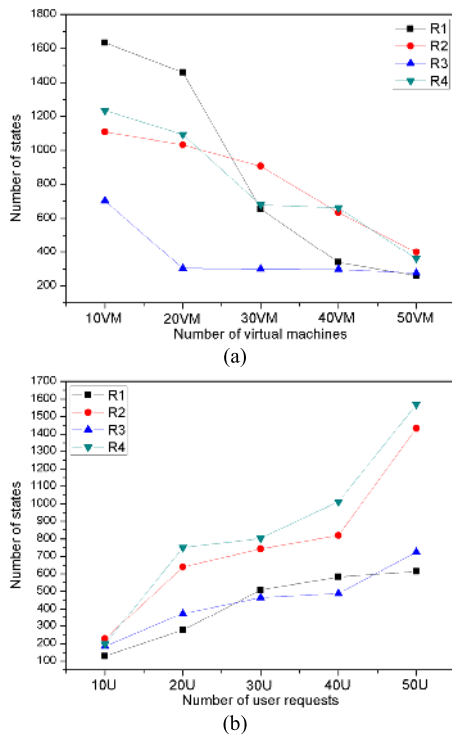 1800
1600
1400
1200
1000
800
600
400
200
Number of states
R1
R2
R3
R4
10VM 20VM 30VM 40VM 50VM
Number of virtual machines
(a)
1700
1600
1500
1400
1300
1200
1100
1000
900
800
700
600
500
400
300
200
100
Number of states
R1
R2
R3
R4
10U 20U 30U 40U 50U
Number of user requests
(b)